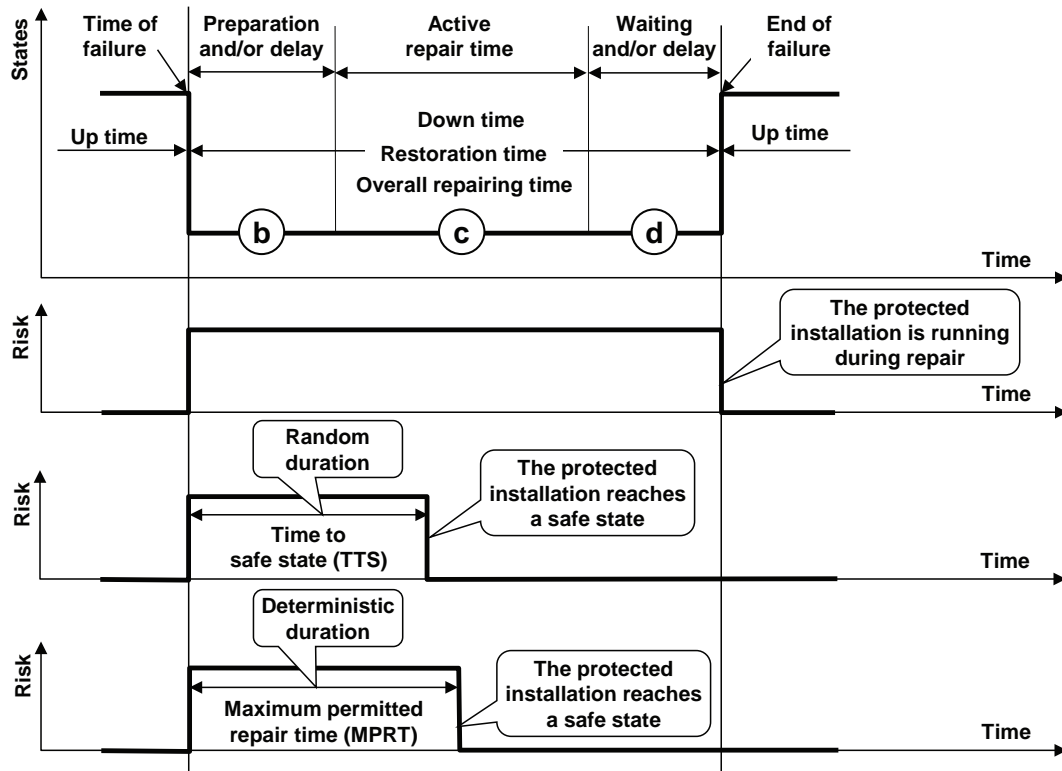 States
Time of
failure
Preparation
and/or delay
Active
repair time
Waiting
and/or delay
End of
failure
Up time
Down time
Restoration time
Overall repairing time
Up time
b
c
d
Time
Risk
The protected
installation is running
during repair
Time
Risk
Random
duration
Time to
safe state (TTS)
The protected
installation reaches
a safe state
Time
Risk
Deterministic
duration
Maximum permitted
repair time (MPRT)
The protected
installation reaches
a safe state
Time